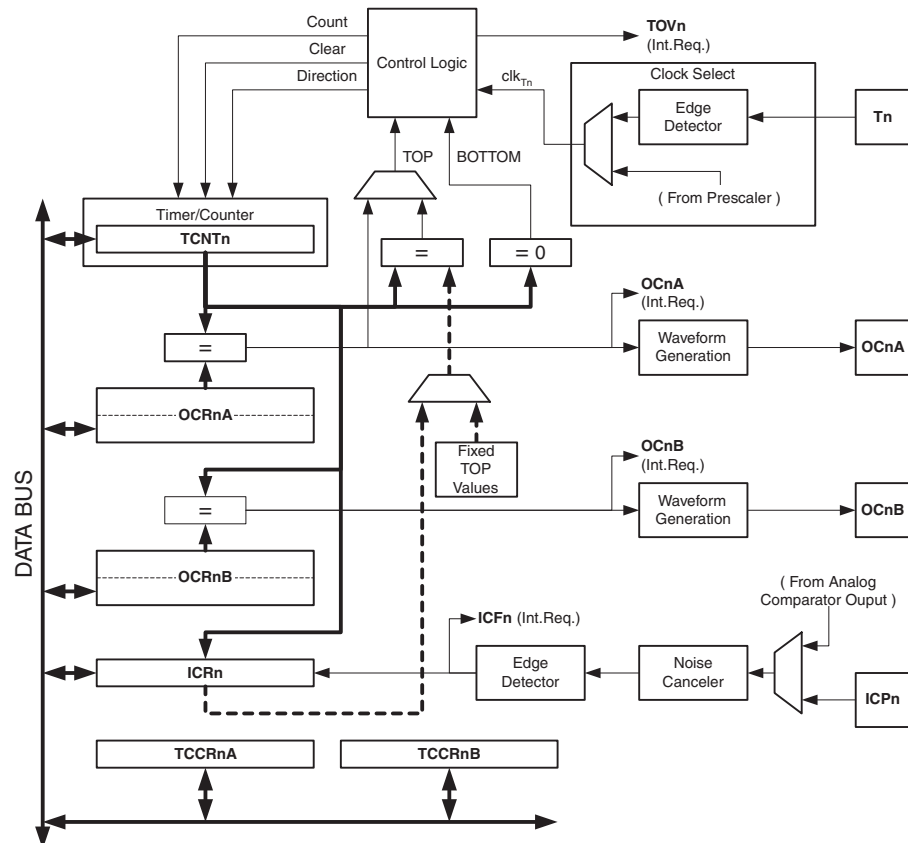 Count
Clear
Direction
Control Logic
TOVn
(Int.Req.)
clkTn
Clock Select
Edge
Detector
Tn
( From Prescaler )
TOP
BOTTOM
Timer/Counter
TCNTn
=
= 0
OCnA
(Int.Req.)
=
Waveform
Generation
OCnA
OCRnA
Fixed
TOP
Values
OCnB
(Int.Req.)
=
Waveform
Generation
OCnB
OCRnB
DATA BUS
( From Analog
Comparator Ouput )
ICFn (Int.Req.)
ICRn
Edge
Detector
Noise
Canceler
ICPn
TCCRnA
TCCRnB